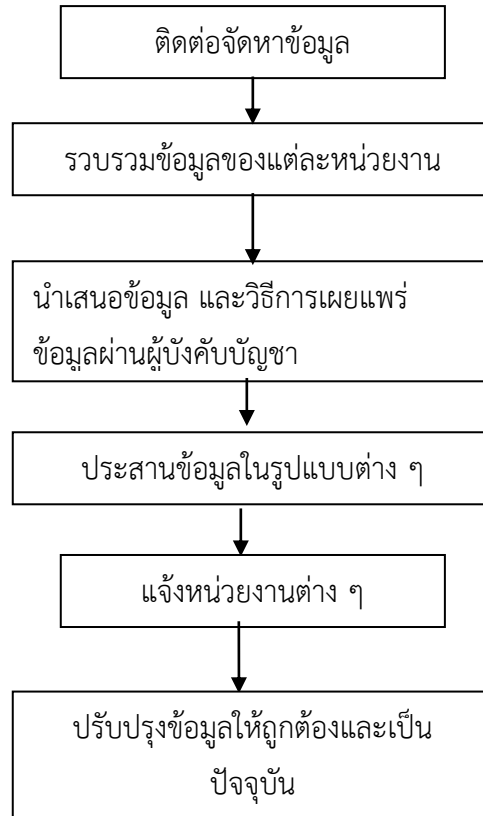 ติดต่อจัดหาข้อมูล
รวบรวมข้อมูลของแต่ละหน่วยงาน
นำเสนอข้อมูล และวิธีการเผยแพร่
ข้อมูลผ่านผู้บังคับบัญชา
ประสานข้อมูลในรูปแบบต่าง ๆ
แจ้งหน่วยงานต่าง ๆ
ปรับปรุงข้อมูลให้ถูกต้องและเป็น
ปัจจุบัน